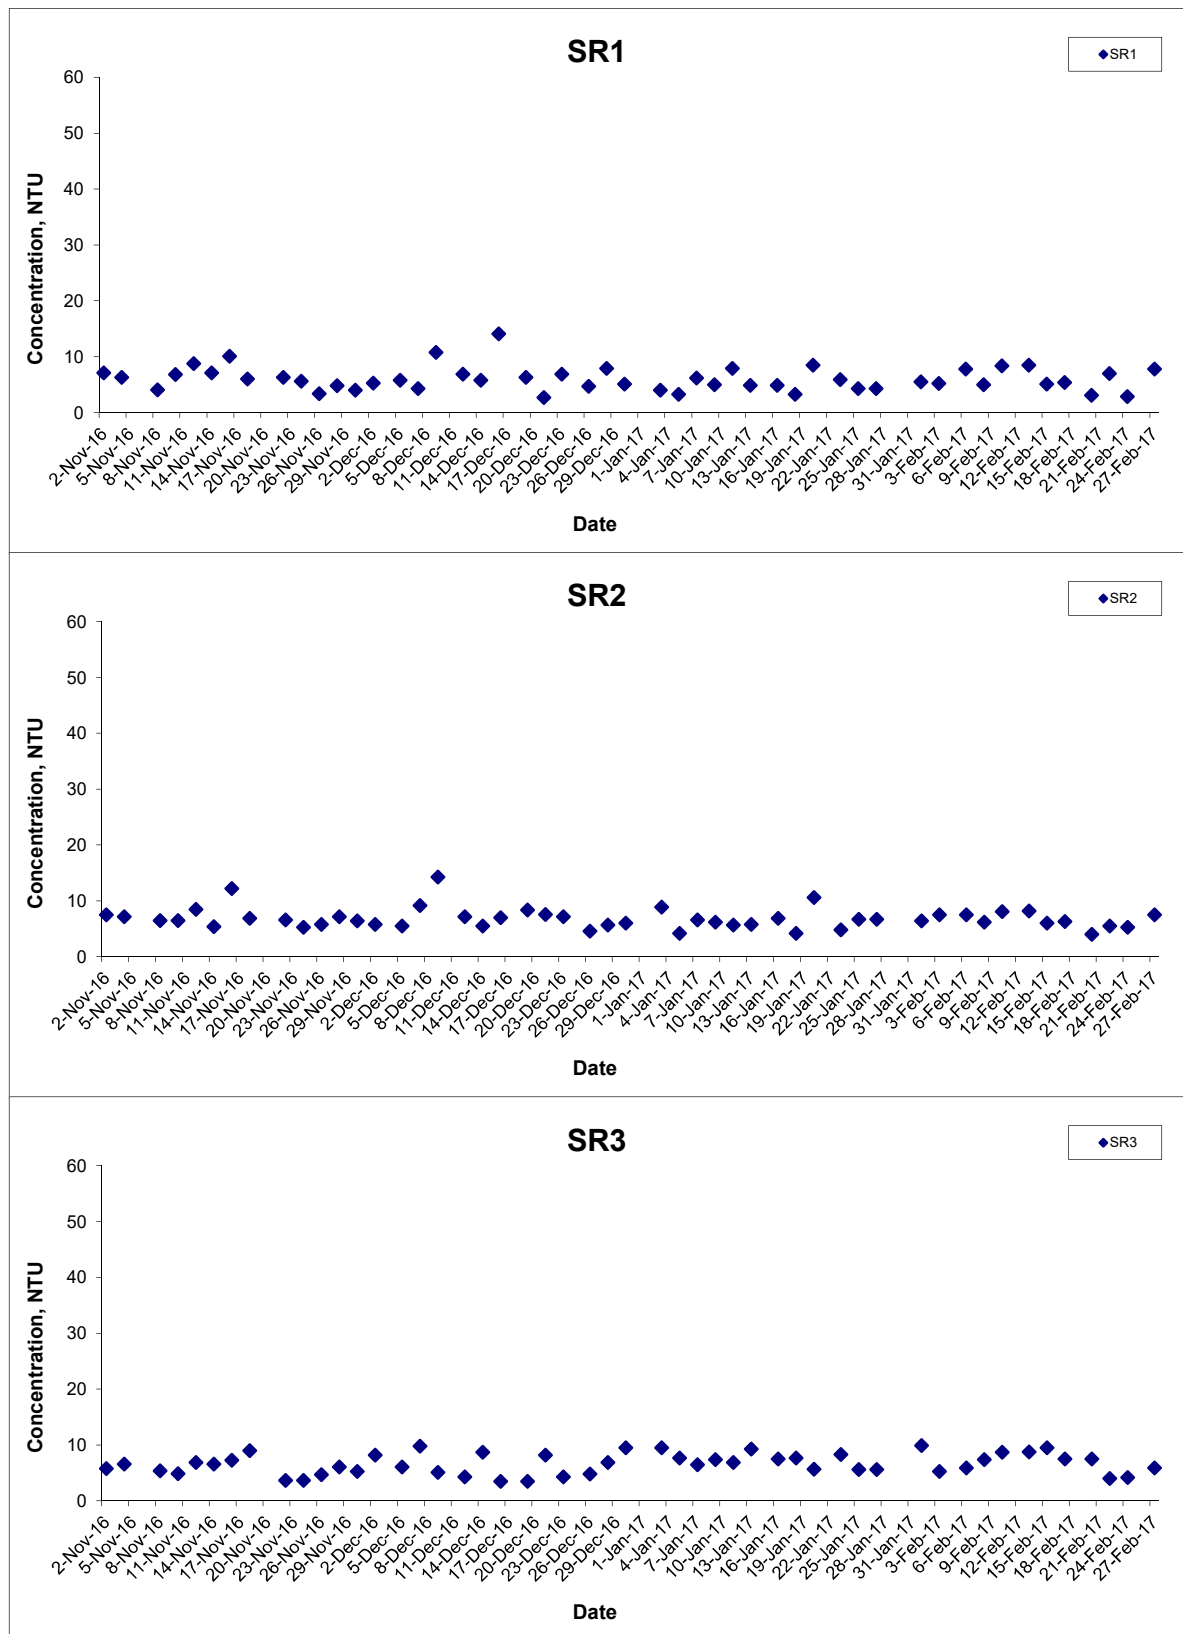 SR1
SR1
60
50
40
30
20
10
0
Concentration, NTU
2-Nov-16
5-Nov-16
8-Nov-16
11-Nov-16
14-Nov-16
17-Nov-16
20-Nov-16
23-Nov-16
26-Nov-16
29-Nov-16
2-Dec-16
5-Dec-16
8-Dec-16
11-Dec-16
14-Dec-16
17-Dec-16
20-Dec-16
23-Dec-16
26-Dec-16
29-Dec-16
1-Jan-17
4-Jan-17
7-Jan-17
10-Jan-17
13-Jan-17
16-Jan-17
19-Jan-17
22-Jan-17
25-Jan-17
28-Jan-17
31-Jan-17
3-Feb-17
6-Feb-17
9-Feb-17
12-Feb-17
15-Feb-17
18-Feb-17
21-Feb-17
24-Feb-17
27-Feb-17
Date
SR2
SR2
60
50
40
30
20
10
0
Concentration, NTU
2-Nov-16
5-Nov-16
8-Nov-16
11-Nov-16
14-Nov-16
17-Nov-16
20-Nov-16
23-Nov-16
26-Nov-16
29-Nov-16
2-Dec-16
5-Dec-16
8-Dec-16
11-Dec-16
14-Dec-16
17-Dec-16
20-Dec-16
23-Dec-16
26-Dec-16
29-Dec-16
1-Jan-17
4-Jan-17
7-Jan-17
10-Jan-17
13-Jan-17
16-Jan-17
19-Jan-17
22-Jan-17
25-Jan-17
28-Jan-17
31-Jan-17
3-Feb-17
6-Feb-17
9-Feb-17
12-Feb-17
15-Feb-17
18-Feb-17
21-Feb-17
24-Feb-17
27-Feb-17
Date
SR3
SR3
60
50
40
30
20
10
0
Concentration, NTU
2-Nov-16
5-Nov-16
8-Nov-16
11-Nov-16
14-Nov-16
17-Nov-16
20-Nov-16
23-Nov-16
26-Nov-16
29-Nov-16
2-Dec-16
5-Dec-16
8-Dec-16
11-Dec-16
14-Dec-16
17-Dec-16
20-Dec-16
23-Dec-16
26-Dec-16
29-Dec-16
1-Jan-17
4-Jan-17
7-Jan-17
10-Jan-17
13-Jan-17
16-Jan-17
19-Jan-17
22-Jan-17
25-Jan-17
28-Jan-17
31-Jan-17
3-Feb-17
6-Feb-17
9-Feb-17
12-Feb-17
15-Feb-17
18-Feb-17
21-Feb-17
24-Feb-17
27-Feb-17
Date